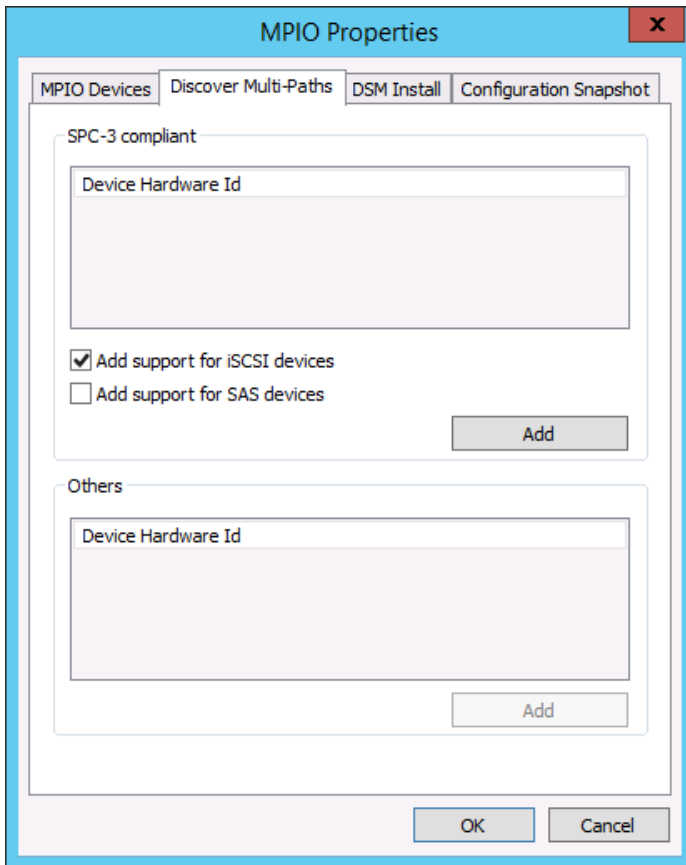 MPIO Properties
x
MPIO Devices Discover Multi-Paths DSM Install Configuration Snapshot
SPC-3 compliant
Device Hardware Id
Add support for iSCSI devices
Add support for SAS devices
Add
Others
Device Hardware Id
Add
OK Cancel